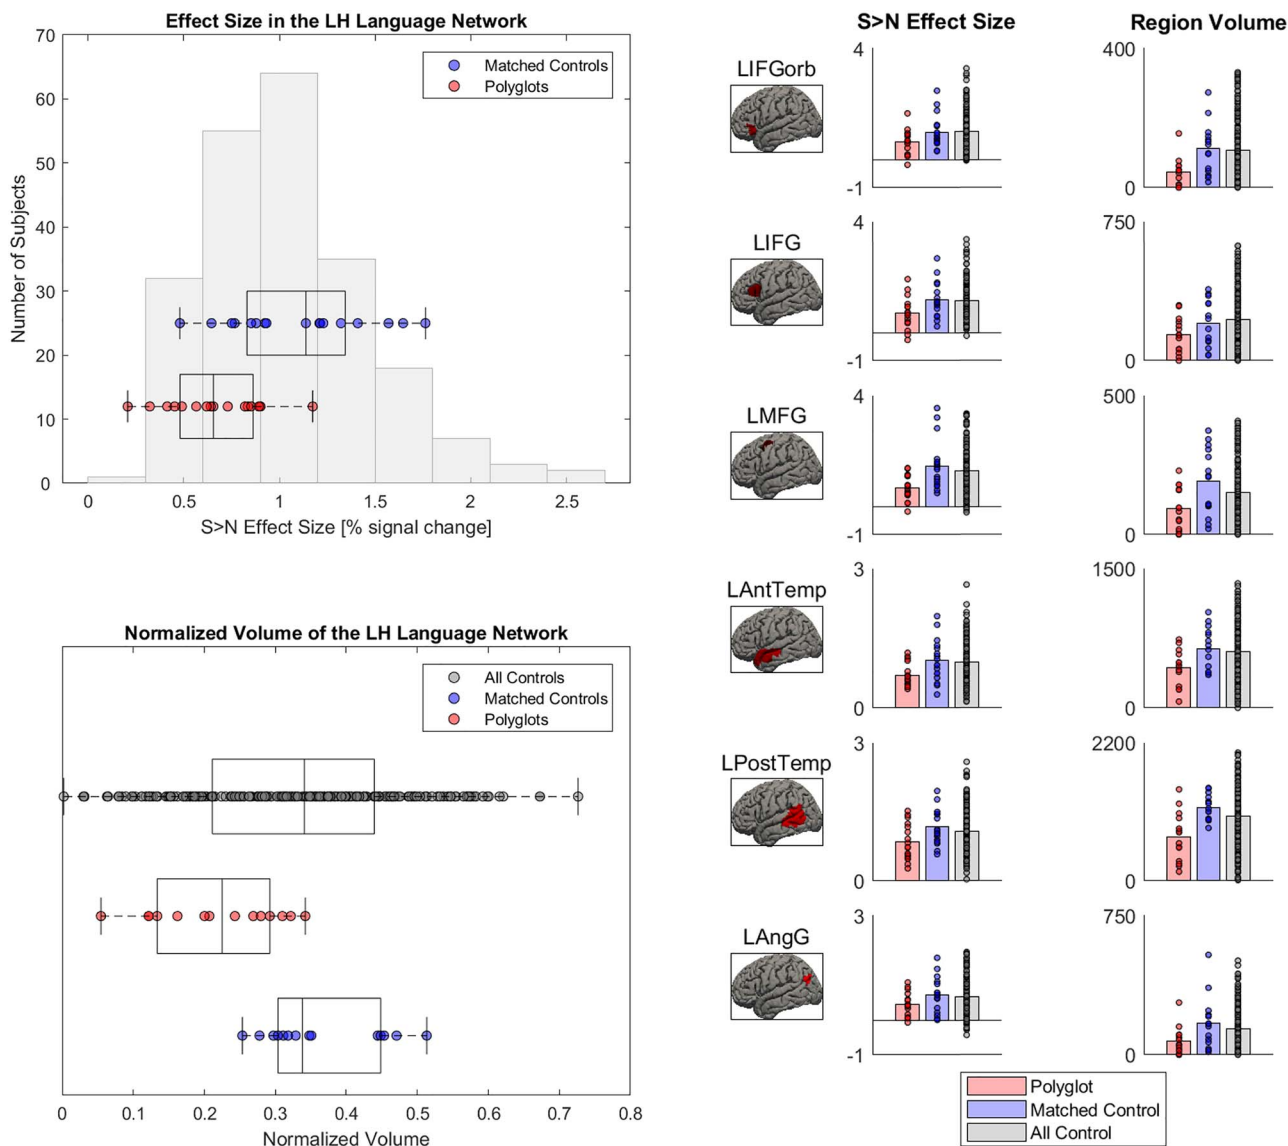 Effect Size in the LH Language Network
70
60
50
40
30
20
10
0
Number of Subjects
Matched Controls
Polyglots
0
0.5
1
1.5
2
2.5
S>N Effect Size [% signal change]
Normalized Volume of the LH Language Network
All Controls
Matched Controls
Polyglots
0
0.1
0.2
0.3
0.4
0.5
0.6
0.7
0.8
Normalized Volume
S>N Effect Size
Region Volume
LIFGorb
4
-1
400
0
LIFG
4
-1
750
0
LMFG
4
-1
500
0
LAntTemp
3
0
1500
0
LPostTemp
3
0
2200
0
LAngG
3
-1
750
0
Polyglot
Matched Control
All Control